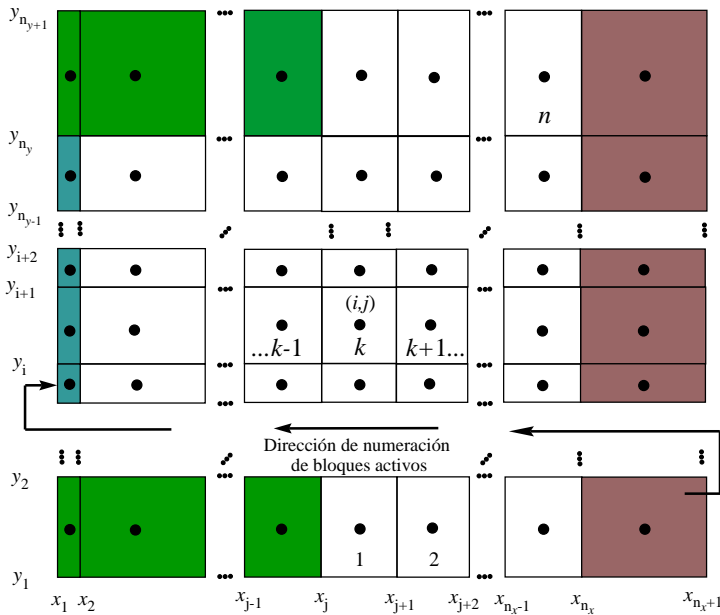 y_{n_{y+1}}
n
y_{n_y}
y_{n_{y-1}}
y_{i+2}
y_{i+1}
(i,j)
...k-1 k k+1...
y_i
Dirección de numeración
de bloques activos
y_2
1 2
y_1
x_1 x_2 x_{j-1} x_j x_{j+1} x_{j+2} x_{n_x-1} x_{n_x} x_{n_x+1}